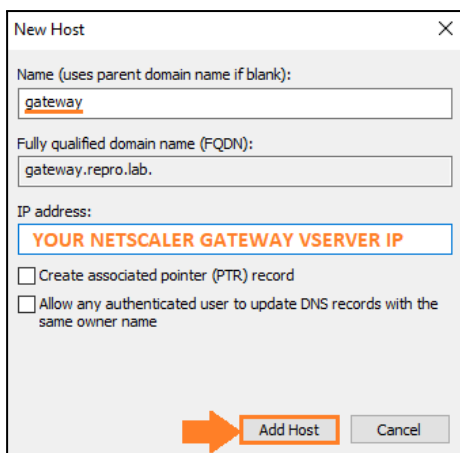 New Host
Name (uses parent domain name if blank):
gateway
Fully qualified domain name (FQDN):
gateway.repro.lab.
IP address:
YOUR NETSCALER GATEWAY VSERVER IP
Create associated pointer (PTR) record
Allow any authenticated user to update DNS records with the
same owner name
Add Host
Cancel